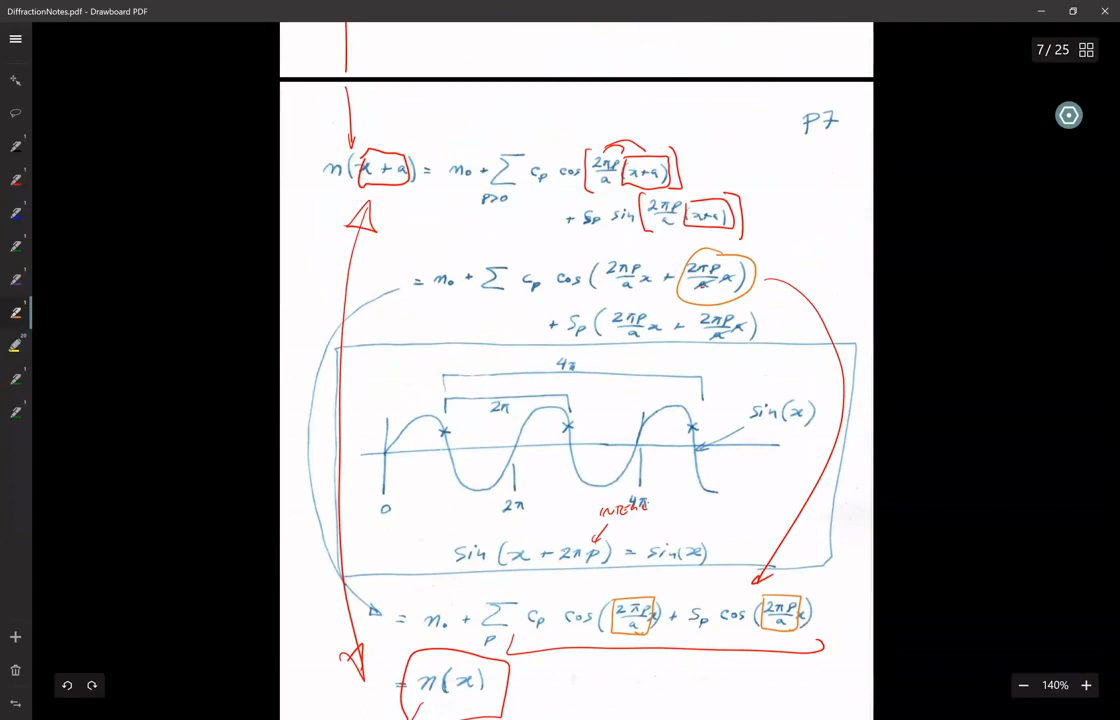 DiffractionNotes.pdf - Drawboard PDF
7 / 25
P7
n(x+a) = n₀ + ∑ p>0 Cp cos[2πp/a (x+a)]
+ Sp sin[2πp/a (x+a)]
= n₀ + ∑ Cp cos(2πp/a x + 2πp/a a)
+ Sp (2πp/a x + 2πp/a a)
4π
2π
sin(x)
0
2π
4π
sin(x + 2πp) = sin(x)
= n₀ + ∑ p Cp cos(2πp/a x) + Sp cos(2πp/a x)
= n(x)
140%